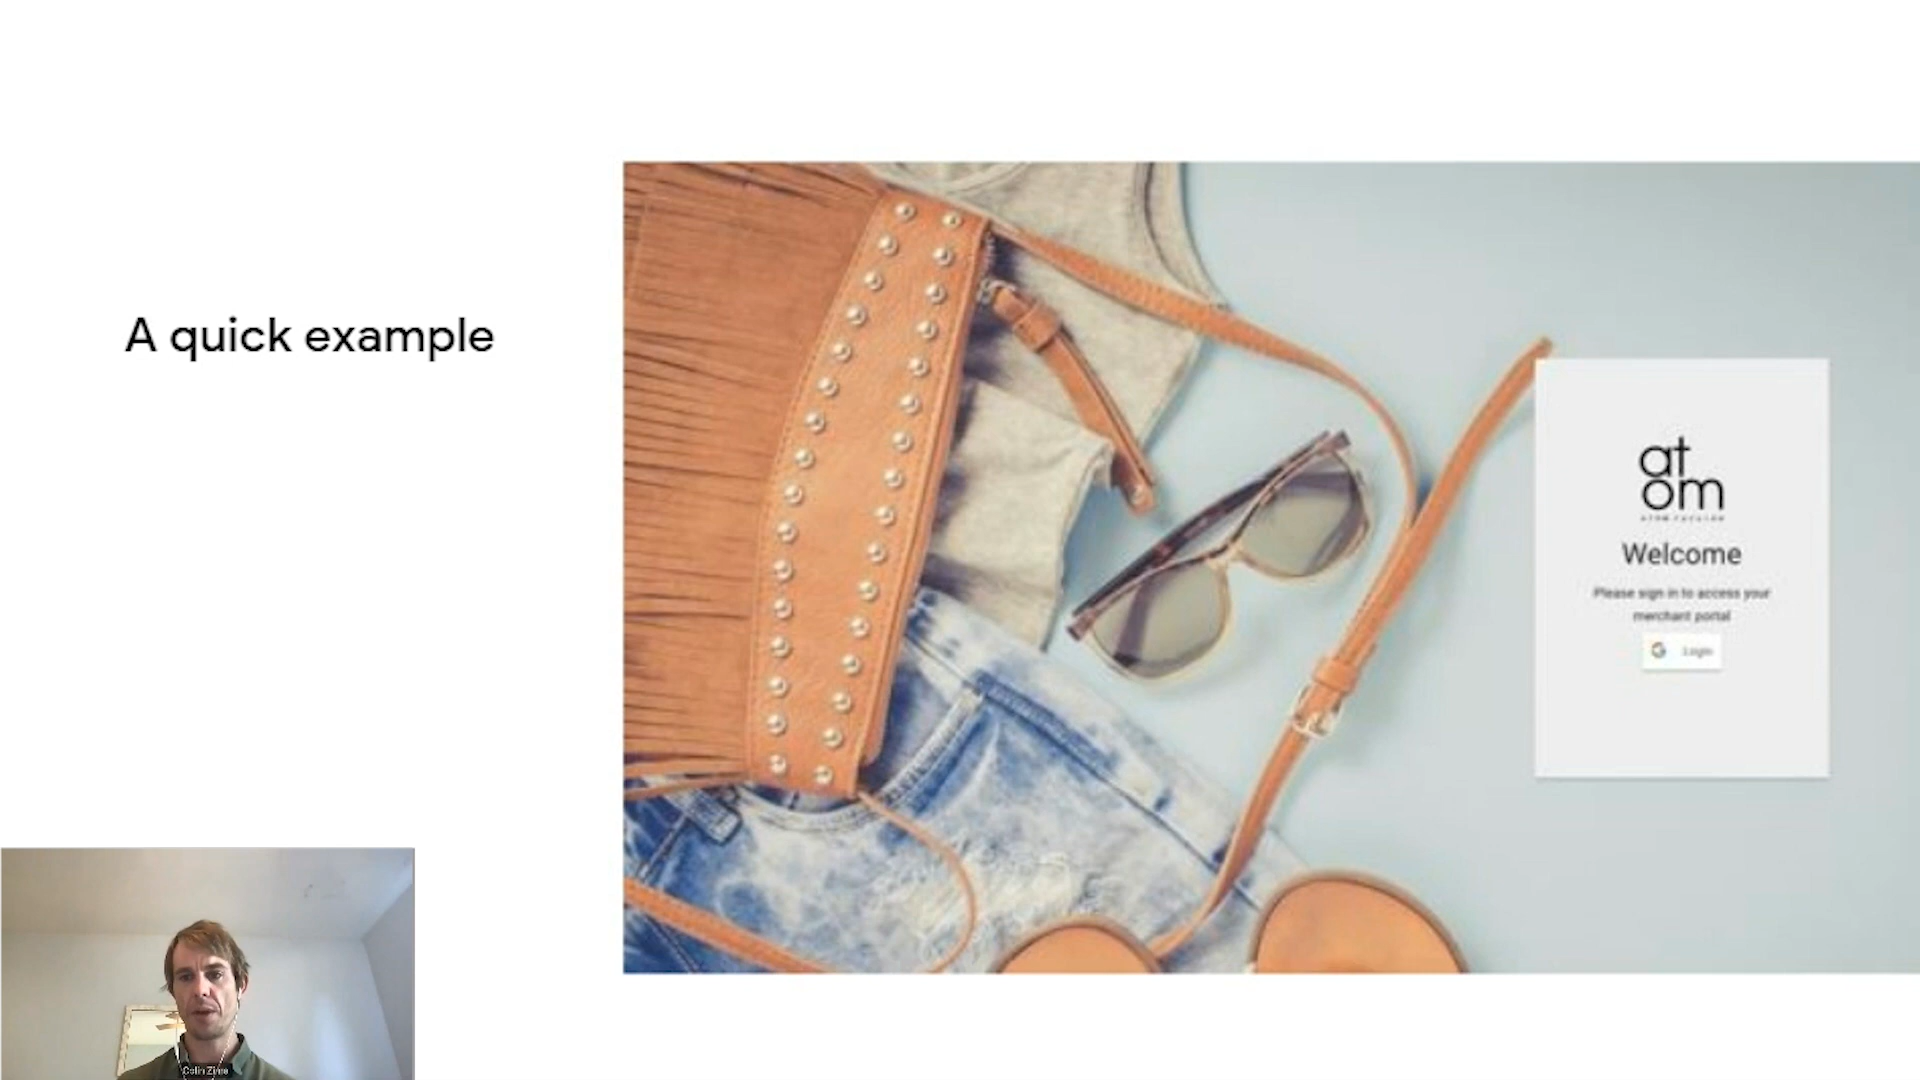 A quick example
at
om
Welcome
Please sign in to access your
merchant portal
Login
Colin Zima